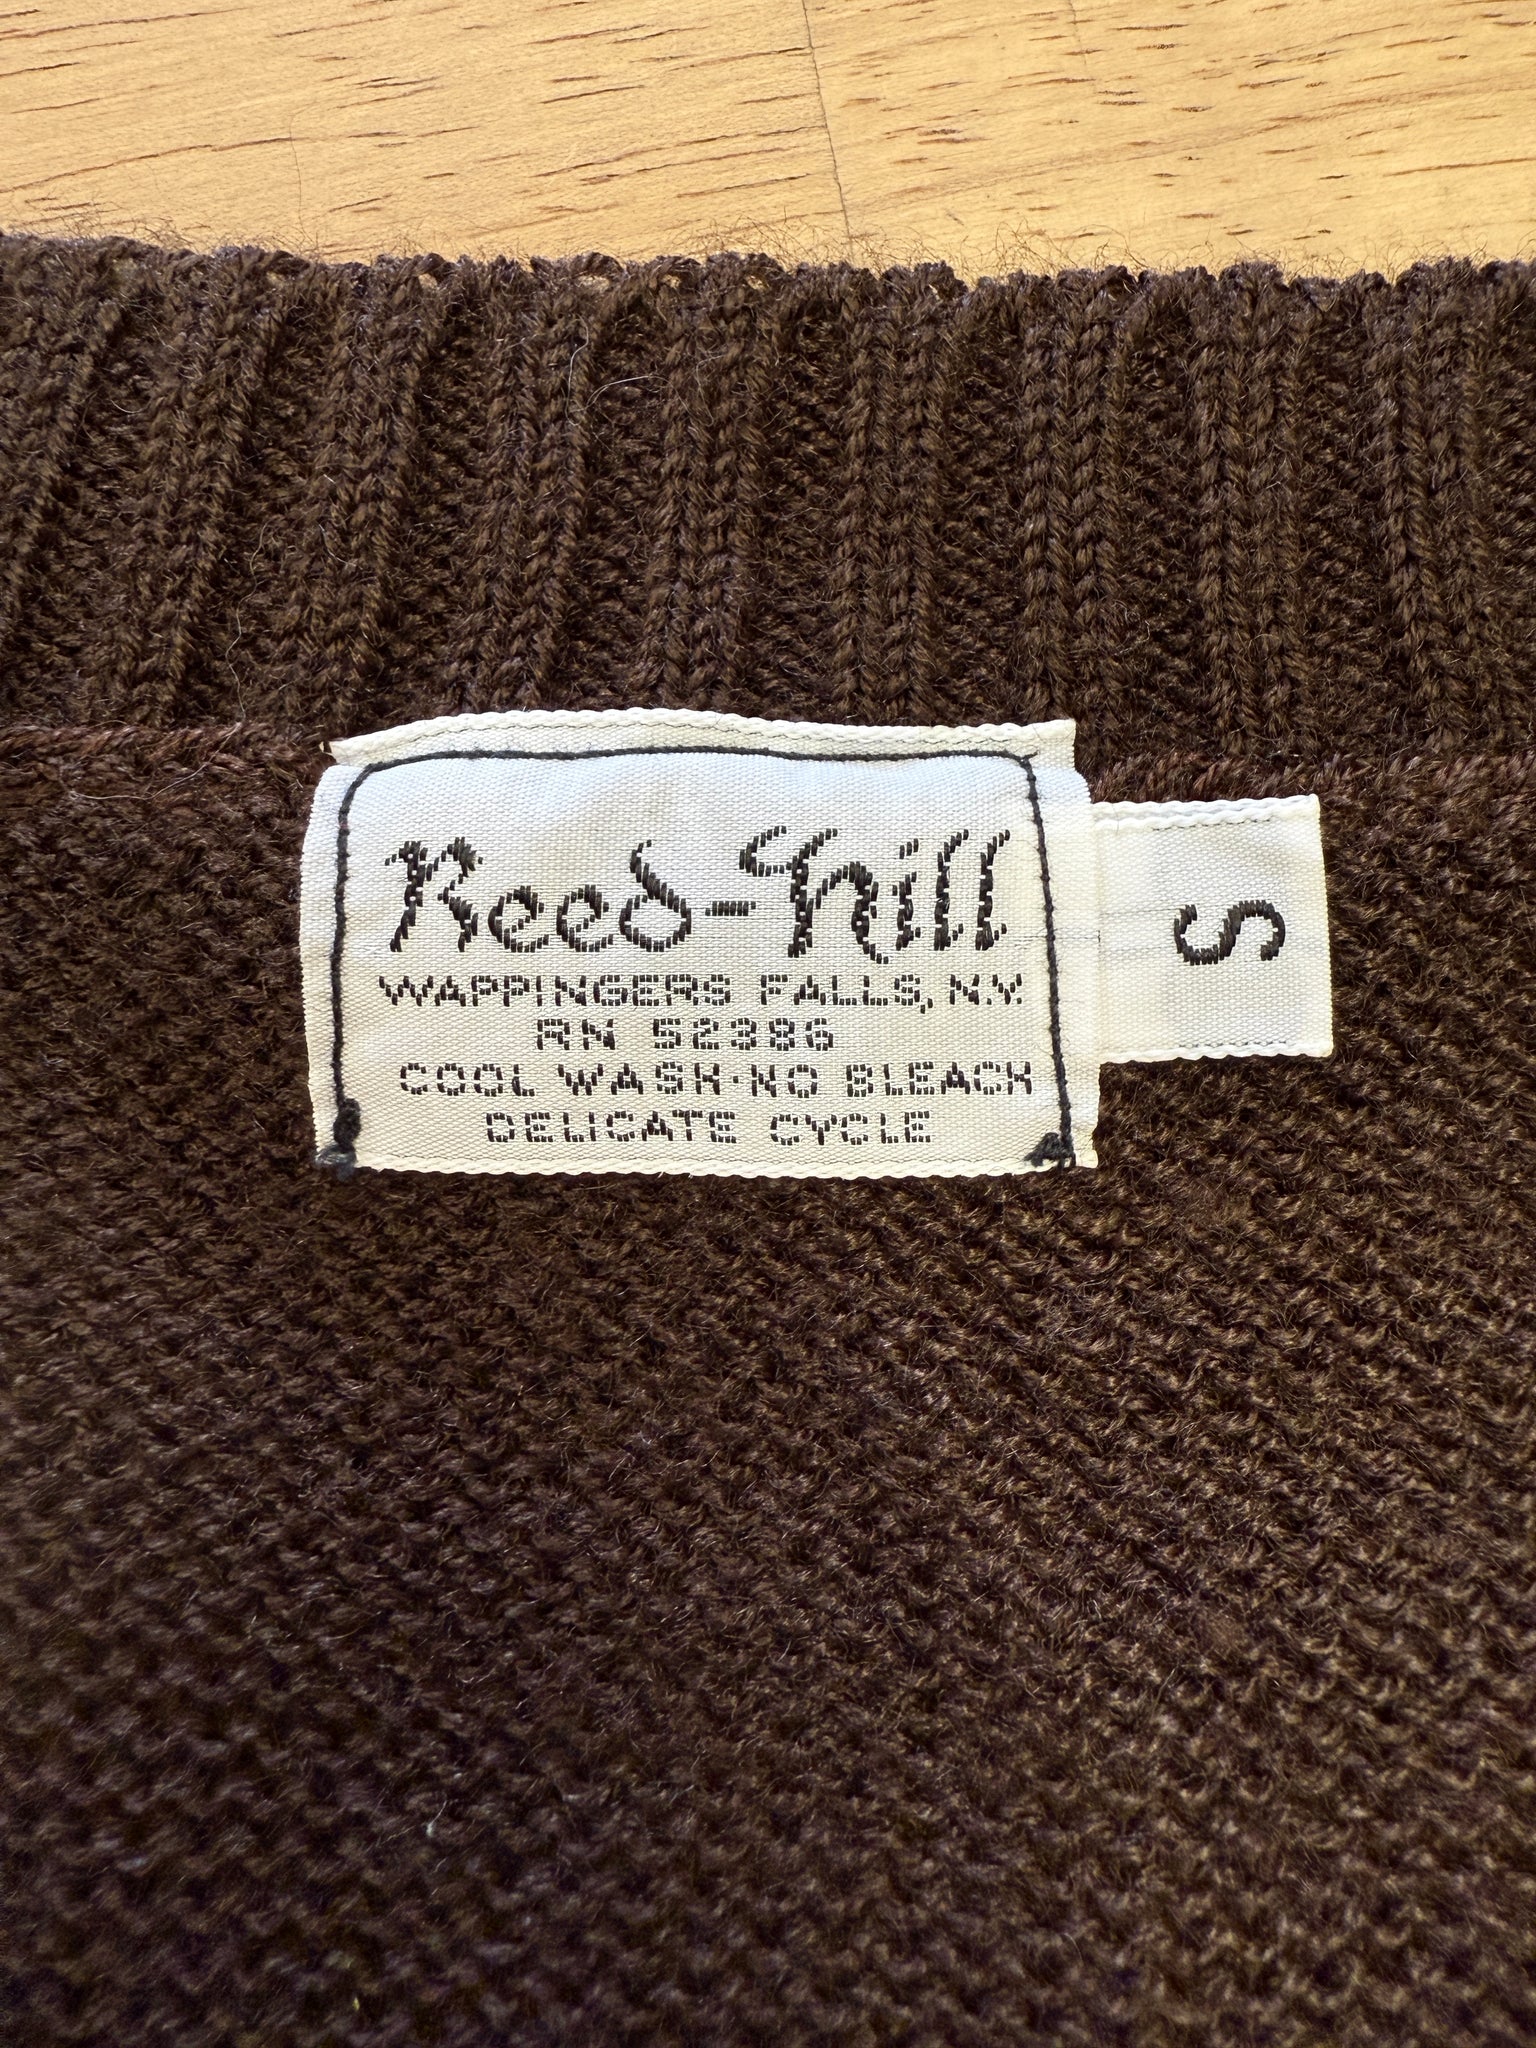 Reed-Hill
WAPPINGERS FALLS, N.Y.
RN 52386
COOL WASH·NO BLEACH
DELICATE CYCLE
S